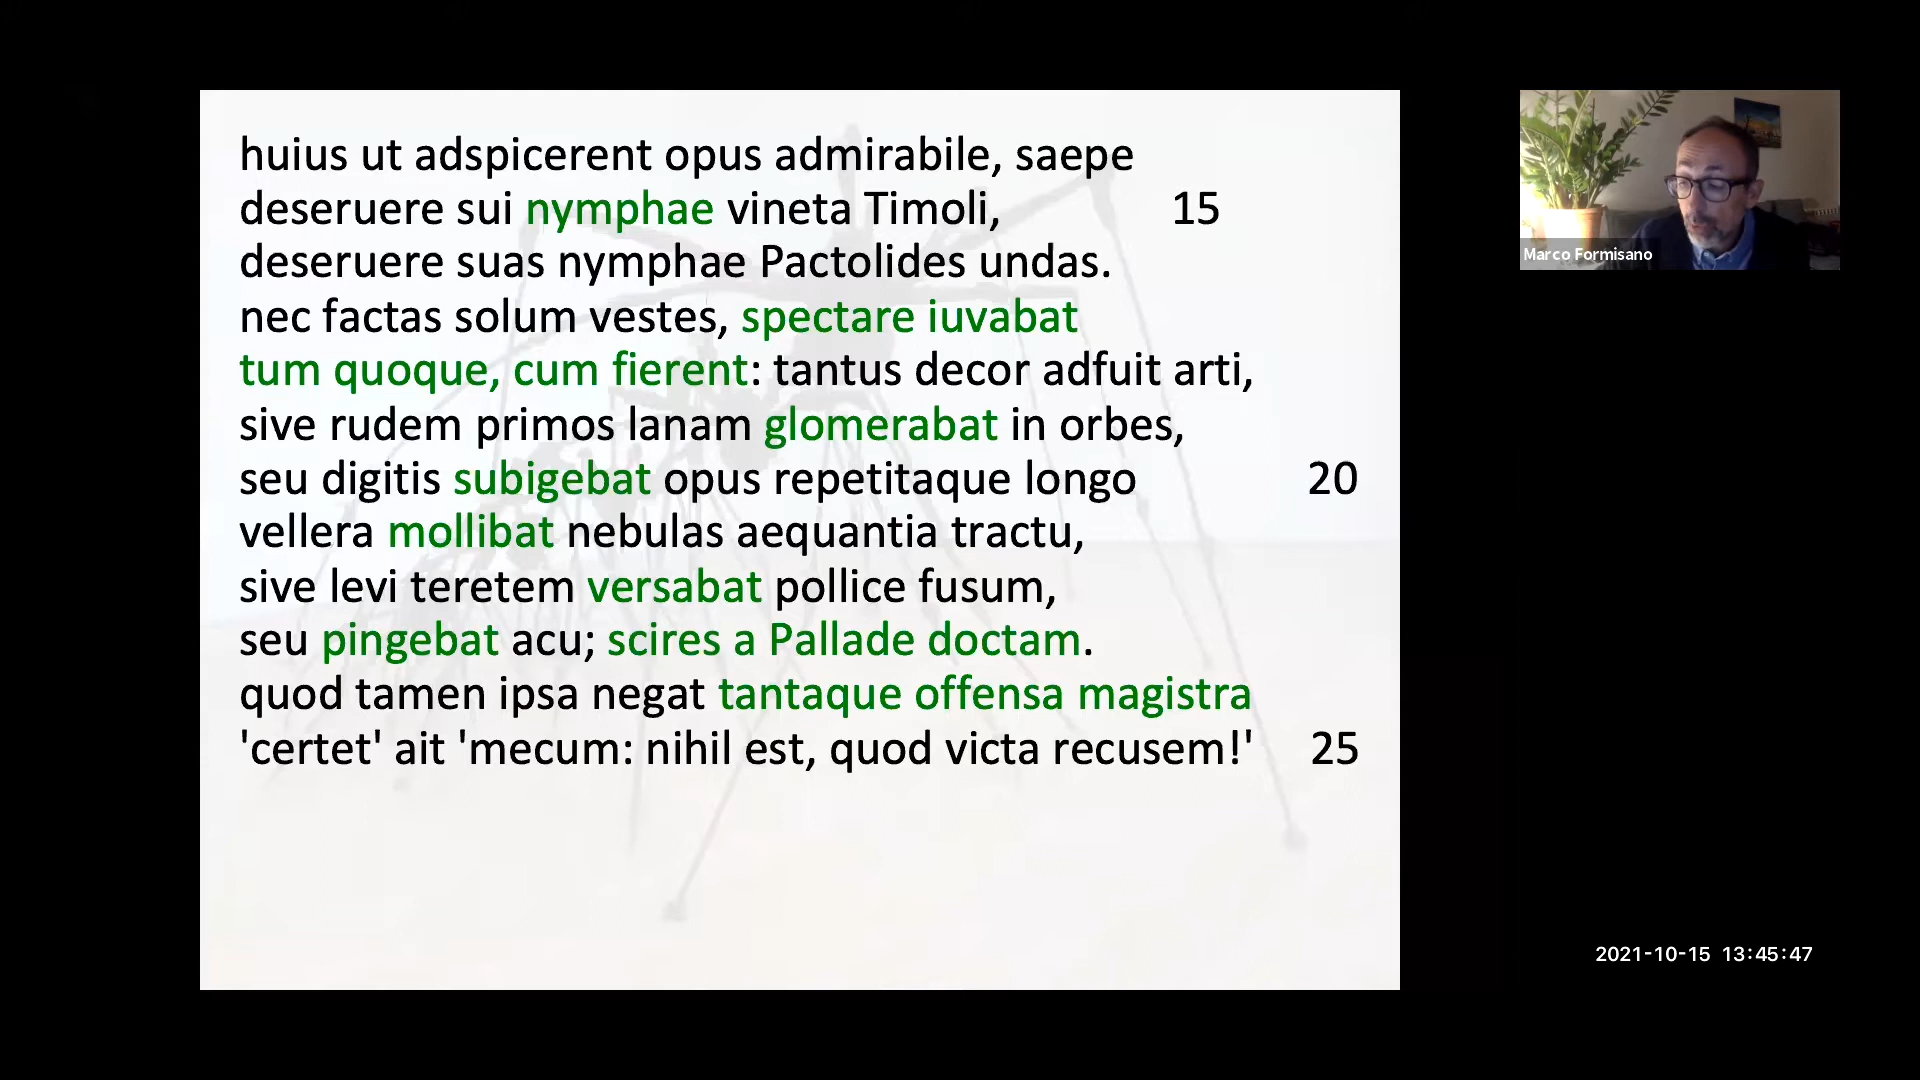 huius ut adspicerent opus admirabile, saepe
deseruere sui nymphae vineta Timoli, 15
deseruere suas nymphae Pactolides undas.
nec factas solum vestes, spectare iuvabat
tum quoque, cum fierent: tantus decor adfuit arti,
sive rudem primos lanam glomerabat in orbes,
seu digitis subigebat opus repetitaque longo 20
vellera mollibat nebulas aequantia tractu,
sive levi teretem versabat pollice fusum,
seu pingebat acu; scires a Pallade doctam.
quod tamen ipsa negat tantaque offensa magistra
'certet' ait 'mecum: nihil est, quod victa recusem!' 25
Marco Formisano
2021-10-15 13:45:47